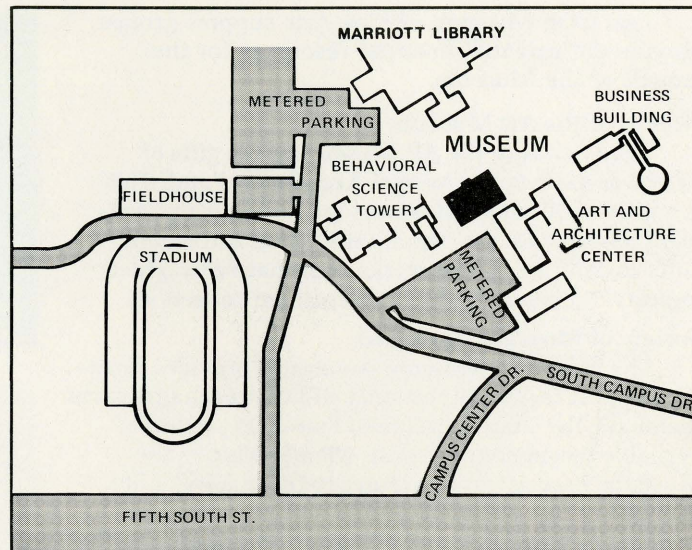 MARRIOTT LIBRARY
METERED
PARKING
BUSINESS
BUILDING
MUSEUM
BEHAVIORAL
SCIENCE
TOWER
FIELDHOUSE
ART AND
ARCHITECTURE
CENTER
STADIUM
METERED
PARKING
SOUTH CAMPUS DR.
CAMPUS CENTER DR.
FIFTH SOUTH ST.